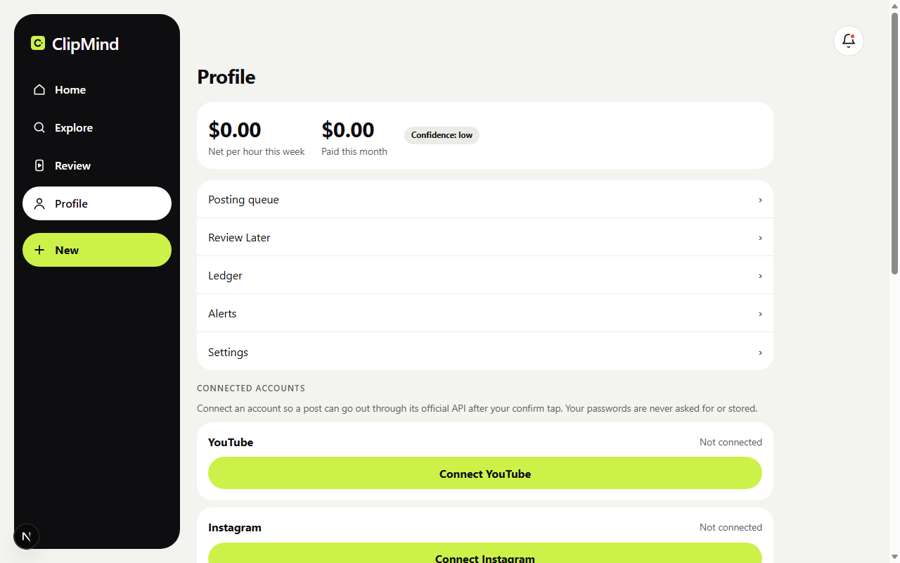 ClipMind
Home
Explore
Review
Profile
New
Profile
$0.00
Net per hour this week
$0.00
Paid this month
Confidence: low
Posting queue
Review Later
Ledger
Alerts
Settings
CONNECTED ACCOUNTS
Connect an account so a post can go out through its official API after your confirm tap. Your passwords are never asked for or stored.
YouTube
Not connected
Connect YouTube
Instagram
Not connected
Connect Instagram
N